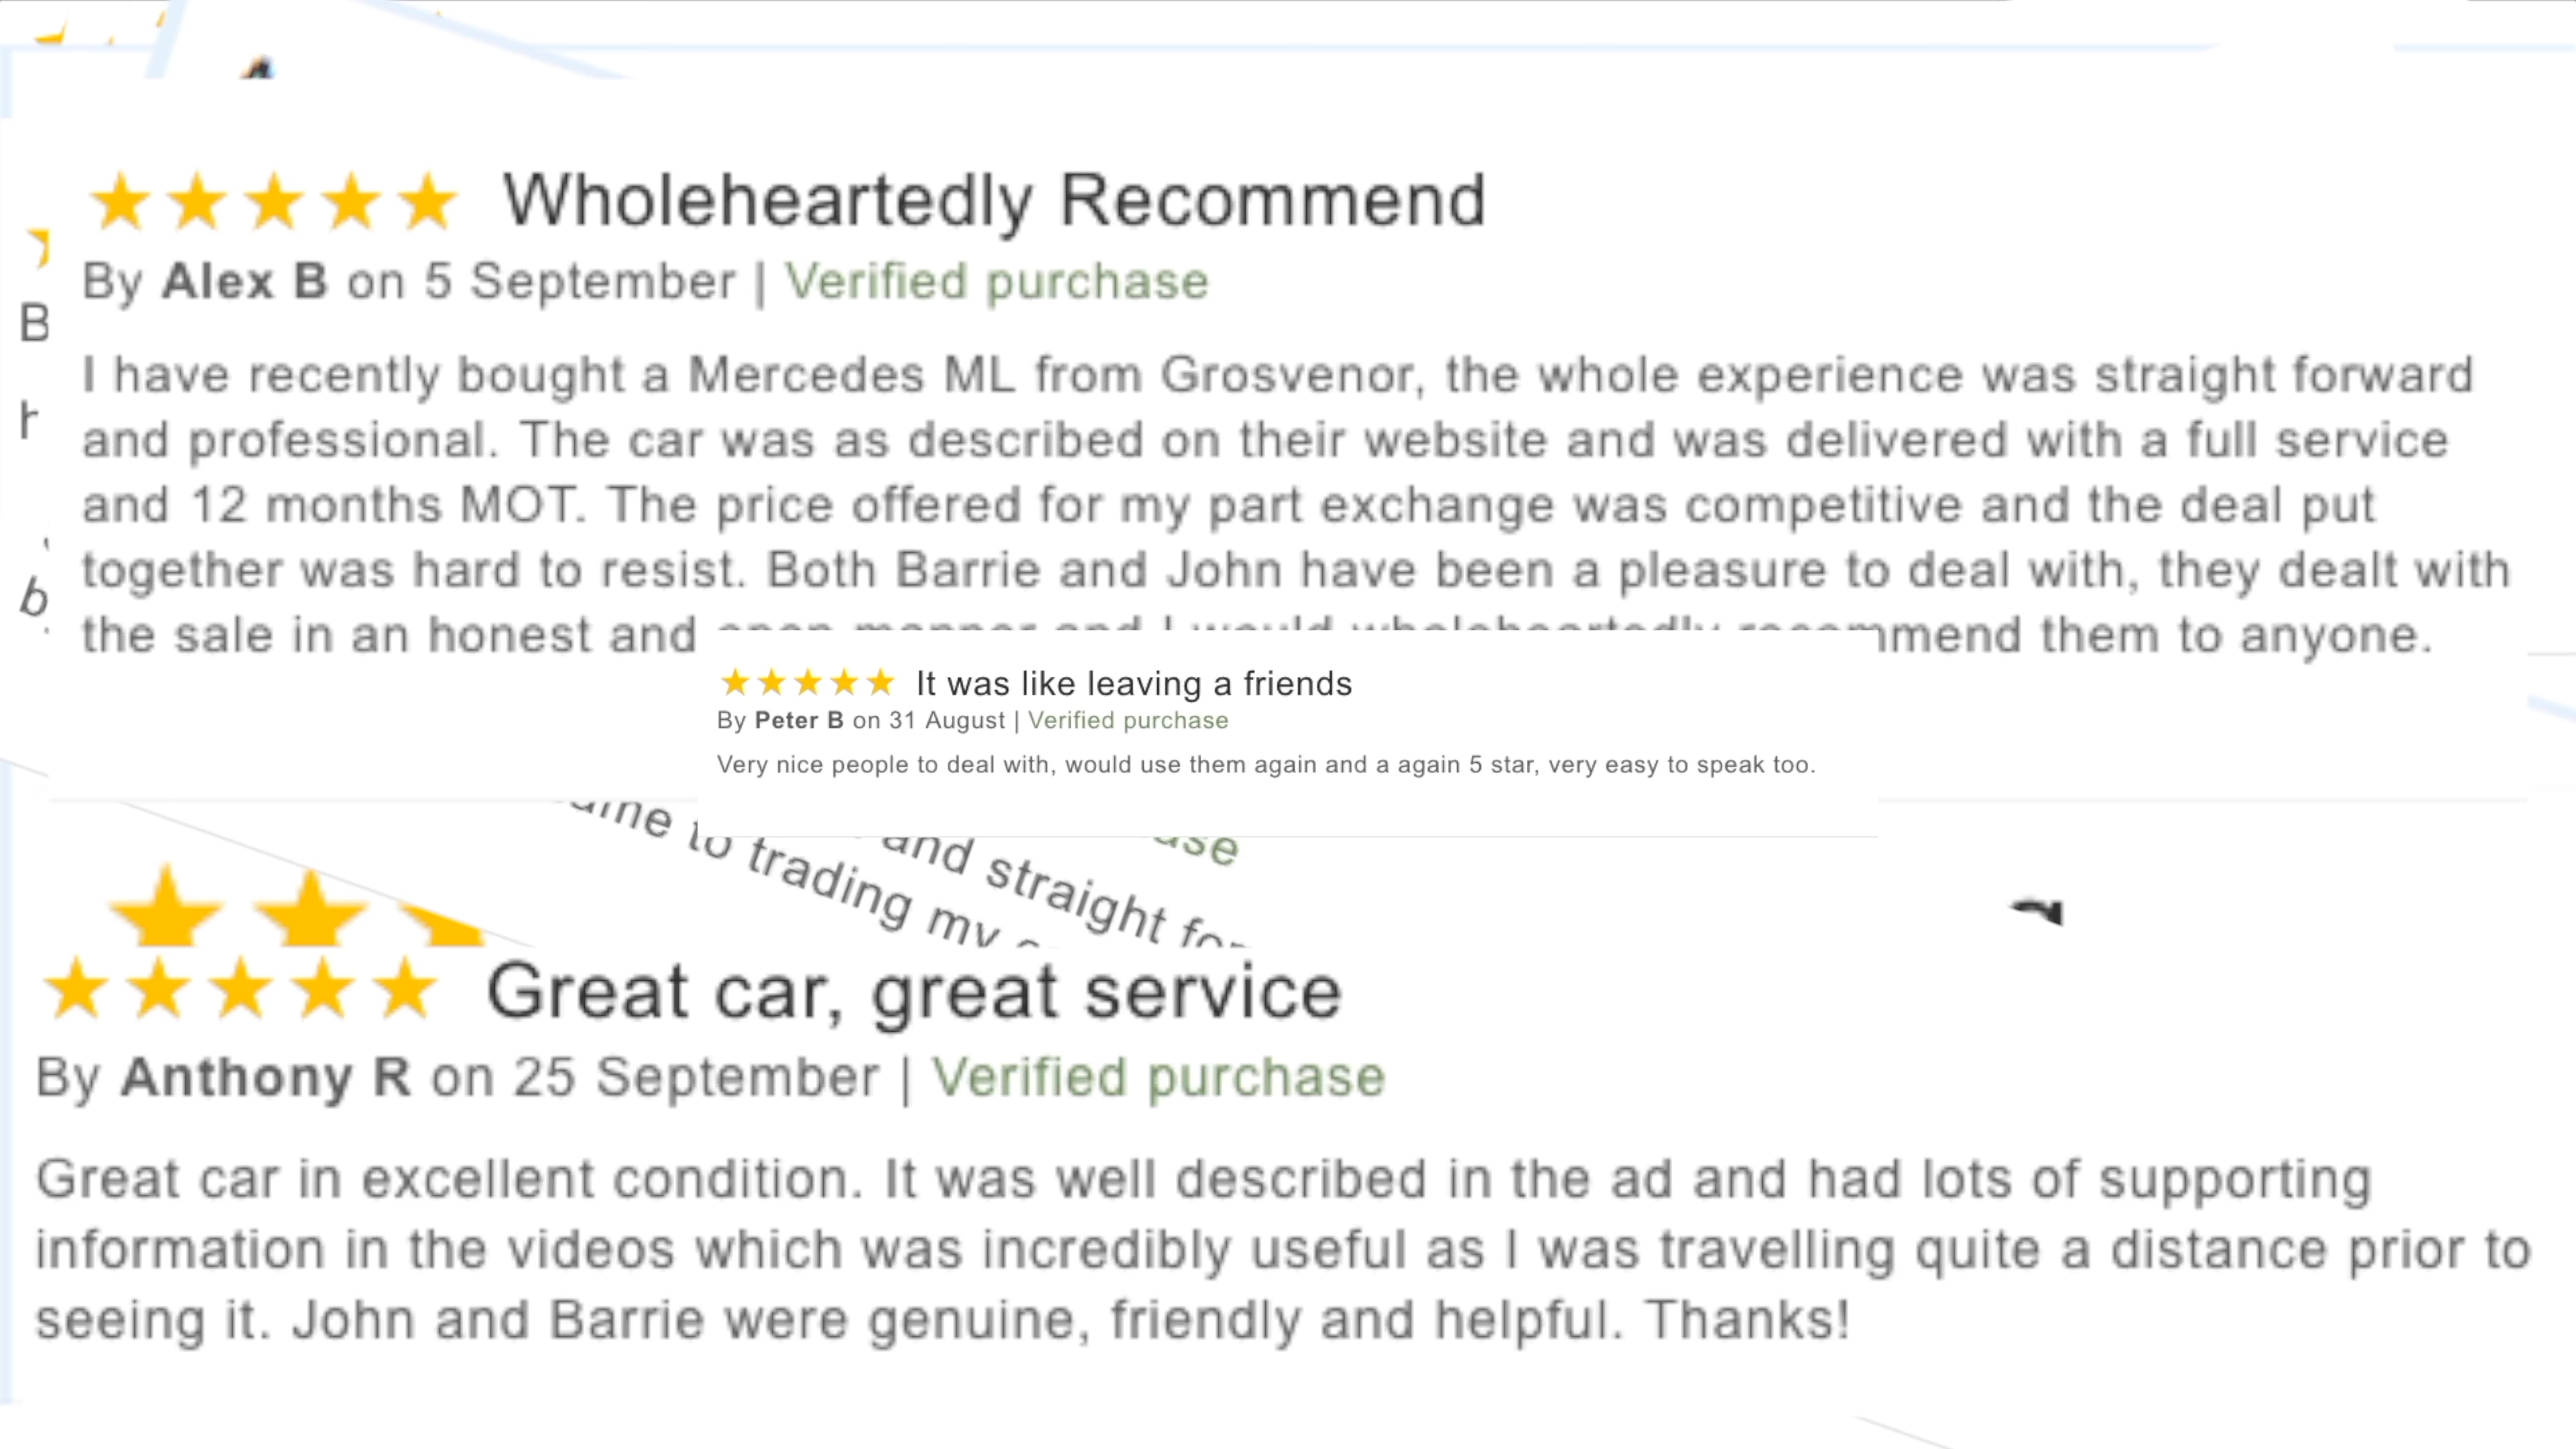 Wholeheartedly Recommend
By Alex B on 5 September | Verified purchase
I have recently bought a Mercedes ML from Grosvenor, the whole experience was straight forward
and professional. The car was as described on their website and was delivered with a full service
and 12 months MOT. The price offered for my part exchange was competitive and the deal put
together was hard to resist. Both Barrie and John have been a pleasure to deal with, they dealt with
the sale in an honest and open manner and I would wholeheartedly recommend them to anyone.
B
h
b
It was like leaving a friends
By Peter B on 31 August | Verified purchase
Very nice people to deal with, would use them again and a again 5 star, very easy to speak too.
to trading my
and straight
Great car, great service
By Anthony R on 25 September | Verified purchase
Great car in excellent condition. It was well described in the ad and had lots of supporting
information in the videos which was incredibly useful as I was travelling quite a distance prior to
seeing it. John and Barrie were genuine, friendly and helpful. Thanks!